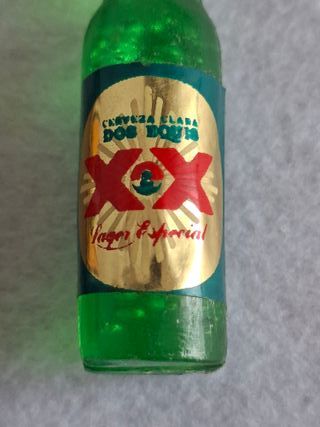 CERVEZA CLARA
DOS EQUIS
XX
Lager Especial